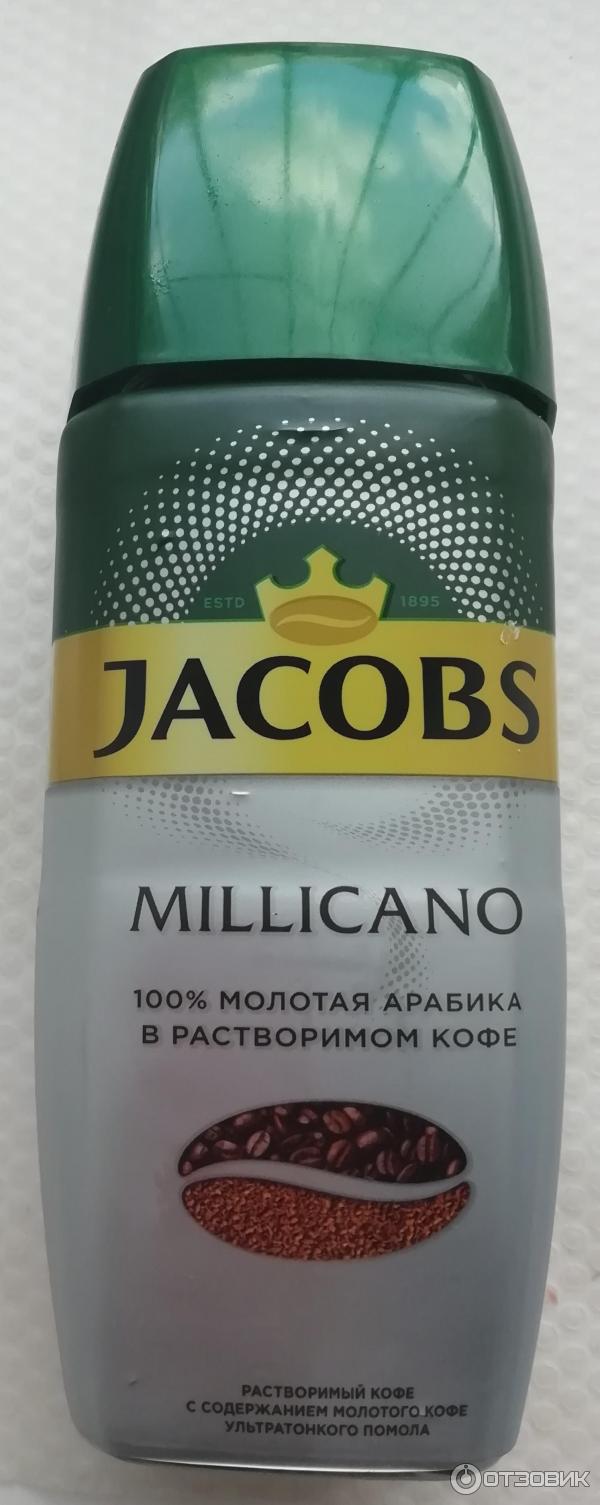 ESTD 1895
JACOBS
MILLICANO
100% МОЛОТАЯ АРАБИКА
В РАСТВОРИМОМ КОФЕ
РАСТВОРИМЫЙ КОФЕ
С СОДЕРЖАНИЕМ МОЛОТОГО КОФЕ
УЛЬТРАТОНКОГО ПОМОЛА
ОТЗОВИК